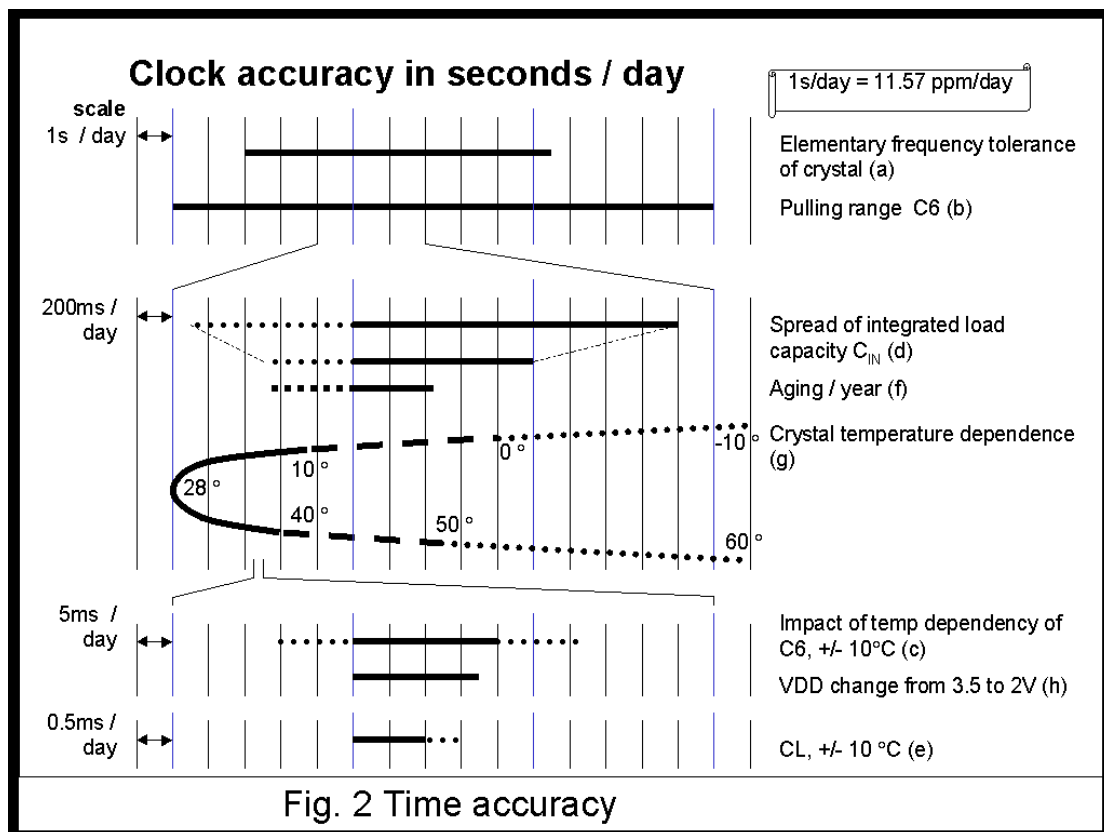 Clock accuracy in seconds / day
1s/day = 11.57 ppm/day
scale
1s / day
Elementary frequency tolerance
of crystal (a)
Pulling range C6 (b)
200ms /
day
Spread of integrated load
capacity CIN (d)
Aging / year (f)
Crystal temperature dependence
(g)
-10 °
0 °
10 °
28 °
40 °
50 °
60 °
5ms /
day
Impact of temp dependency of
C6, +/- 10°C (c)
VDD change from 3.5 to 2V (h)
0.5ms /
day
CL, +/- 10 °C (e)
Fig. 2 Time accuracy